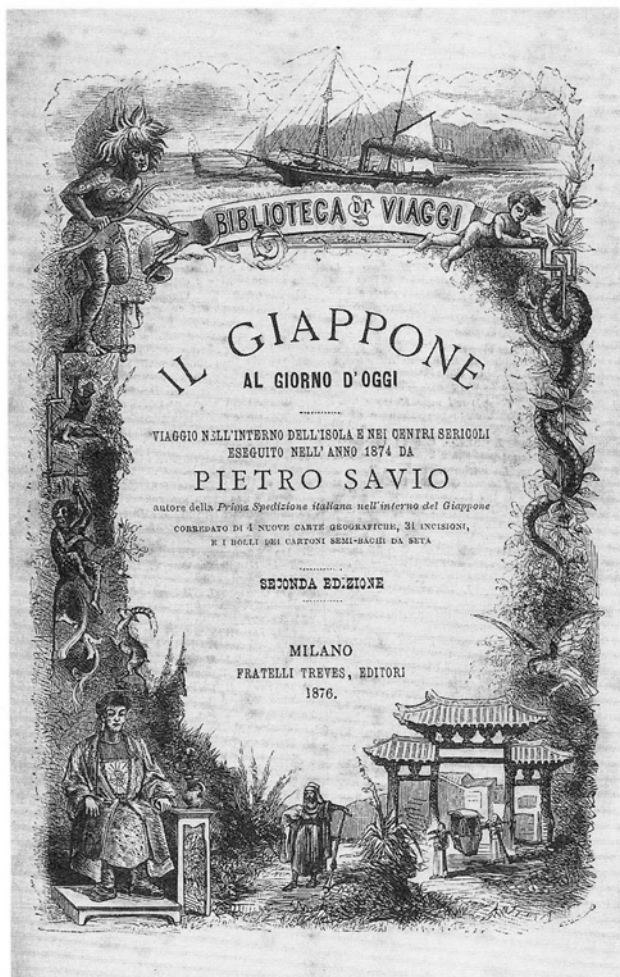 BIBLIOTECA DI VIAGGI
IL GIAPPONE
AL GIORNO D'OGGI
VIAGGIO NELL'INTERNO DELL'ISOLA E NEI CENTRI SERICOLI
ESEGUITO NELL'ANNO 1874 DA
PIETRO SAVIO
autore della Prima Spedizione italiana nell'interno del Giappone
CORREDATO DI 4 NUOVE CARTE GEOGRAFICHE, 31 INCISIONI,
E I BOLLI DEI CARTONI SEMI-BACHI DA SETA
SECONDA EDIZIONE
MILANO
FRATELLI TREVES, EDITORI
1876.